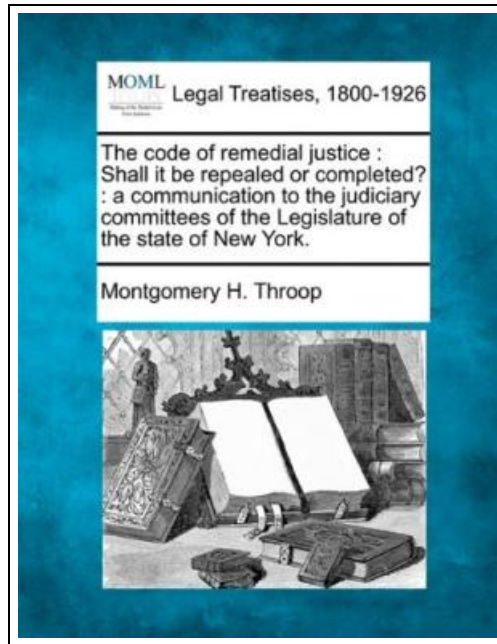 MOML
Legal Treatises, 1800-1926
The code of remedial justice :
Shall it be repealed or completed?
: a communication to the judiciary
committees of the Legislature of
the state of New York.
Montgomery H. Throop